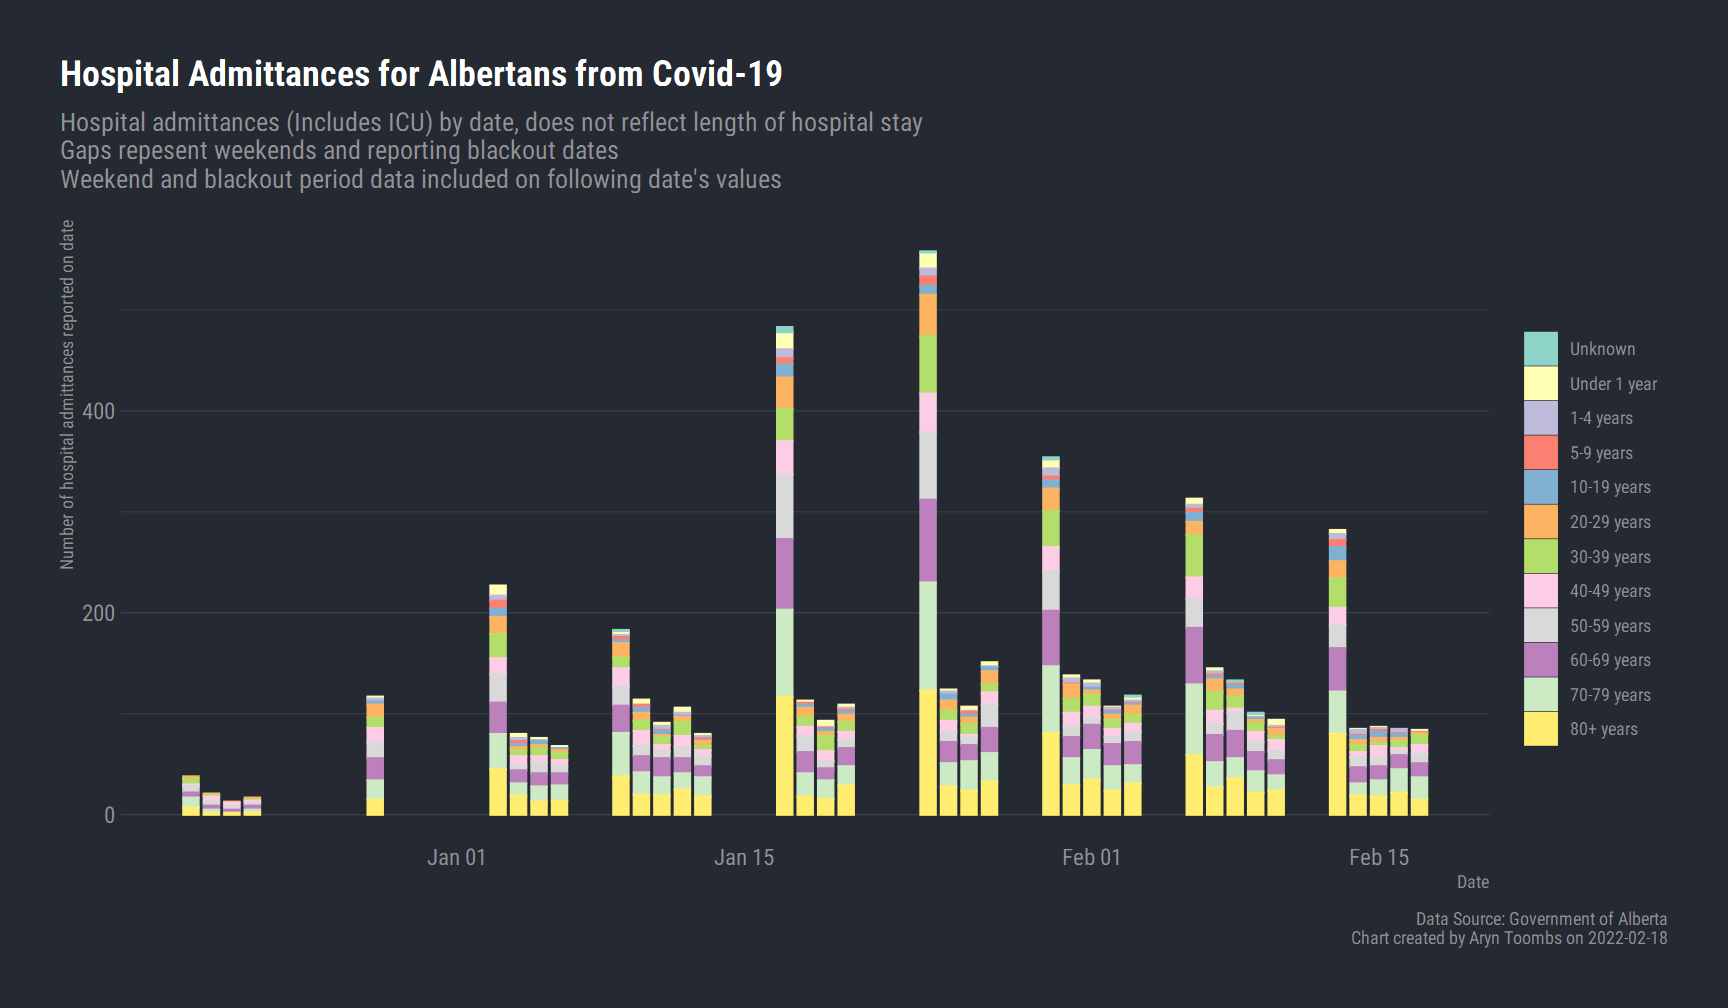 Hospital Admittances for Albertans from Covid-19
Hospital admittances (Includes ICU) by date, does not reflect length of hospital stay
Gaps repesent weekends and reporting blackout dates
Weekend and blackout period data included on following date's values
Number of hospital admittances reported on date
400
200
0
Jan 01
Jan 15
Feb 01
Feb 15
Date
Unknown
Under 1 year
1-4 years
5-9 years
10-19 years
20-29 years
30-39 years
40-49 years
50-59 years
60-69 years
70-79 years
80+ years
Data Source: Government of Alberta
Chart created by Aryn Toombs on 2022-02-18